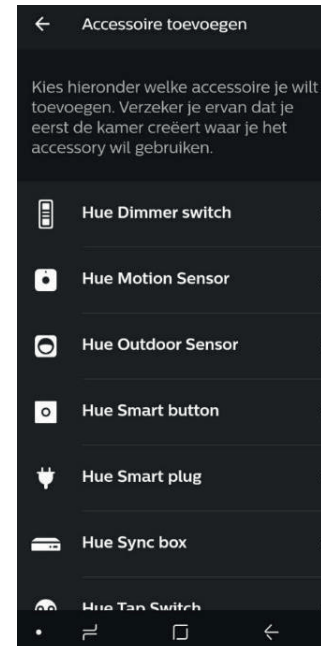 Accessoire toevoegen
Kies hieronder welke accessoire je wilt
toevoegen. Verzeker je ervan dat je
eerst de kamer creëert waar je het
accessory wil gebruiken.
Hue Dimmer switch
Hue Motion Sensor
Hue Outdoor Sensor
Hue Smart button
Hue Smart plug
Hue Sync box
Hue Tap Switch